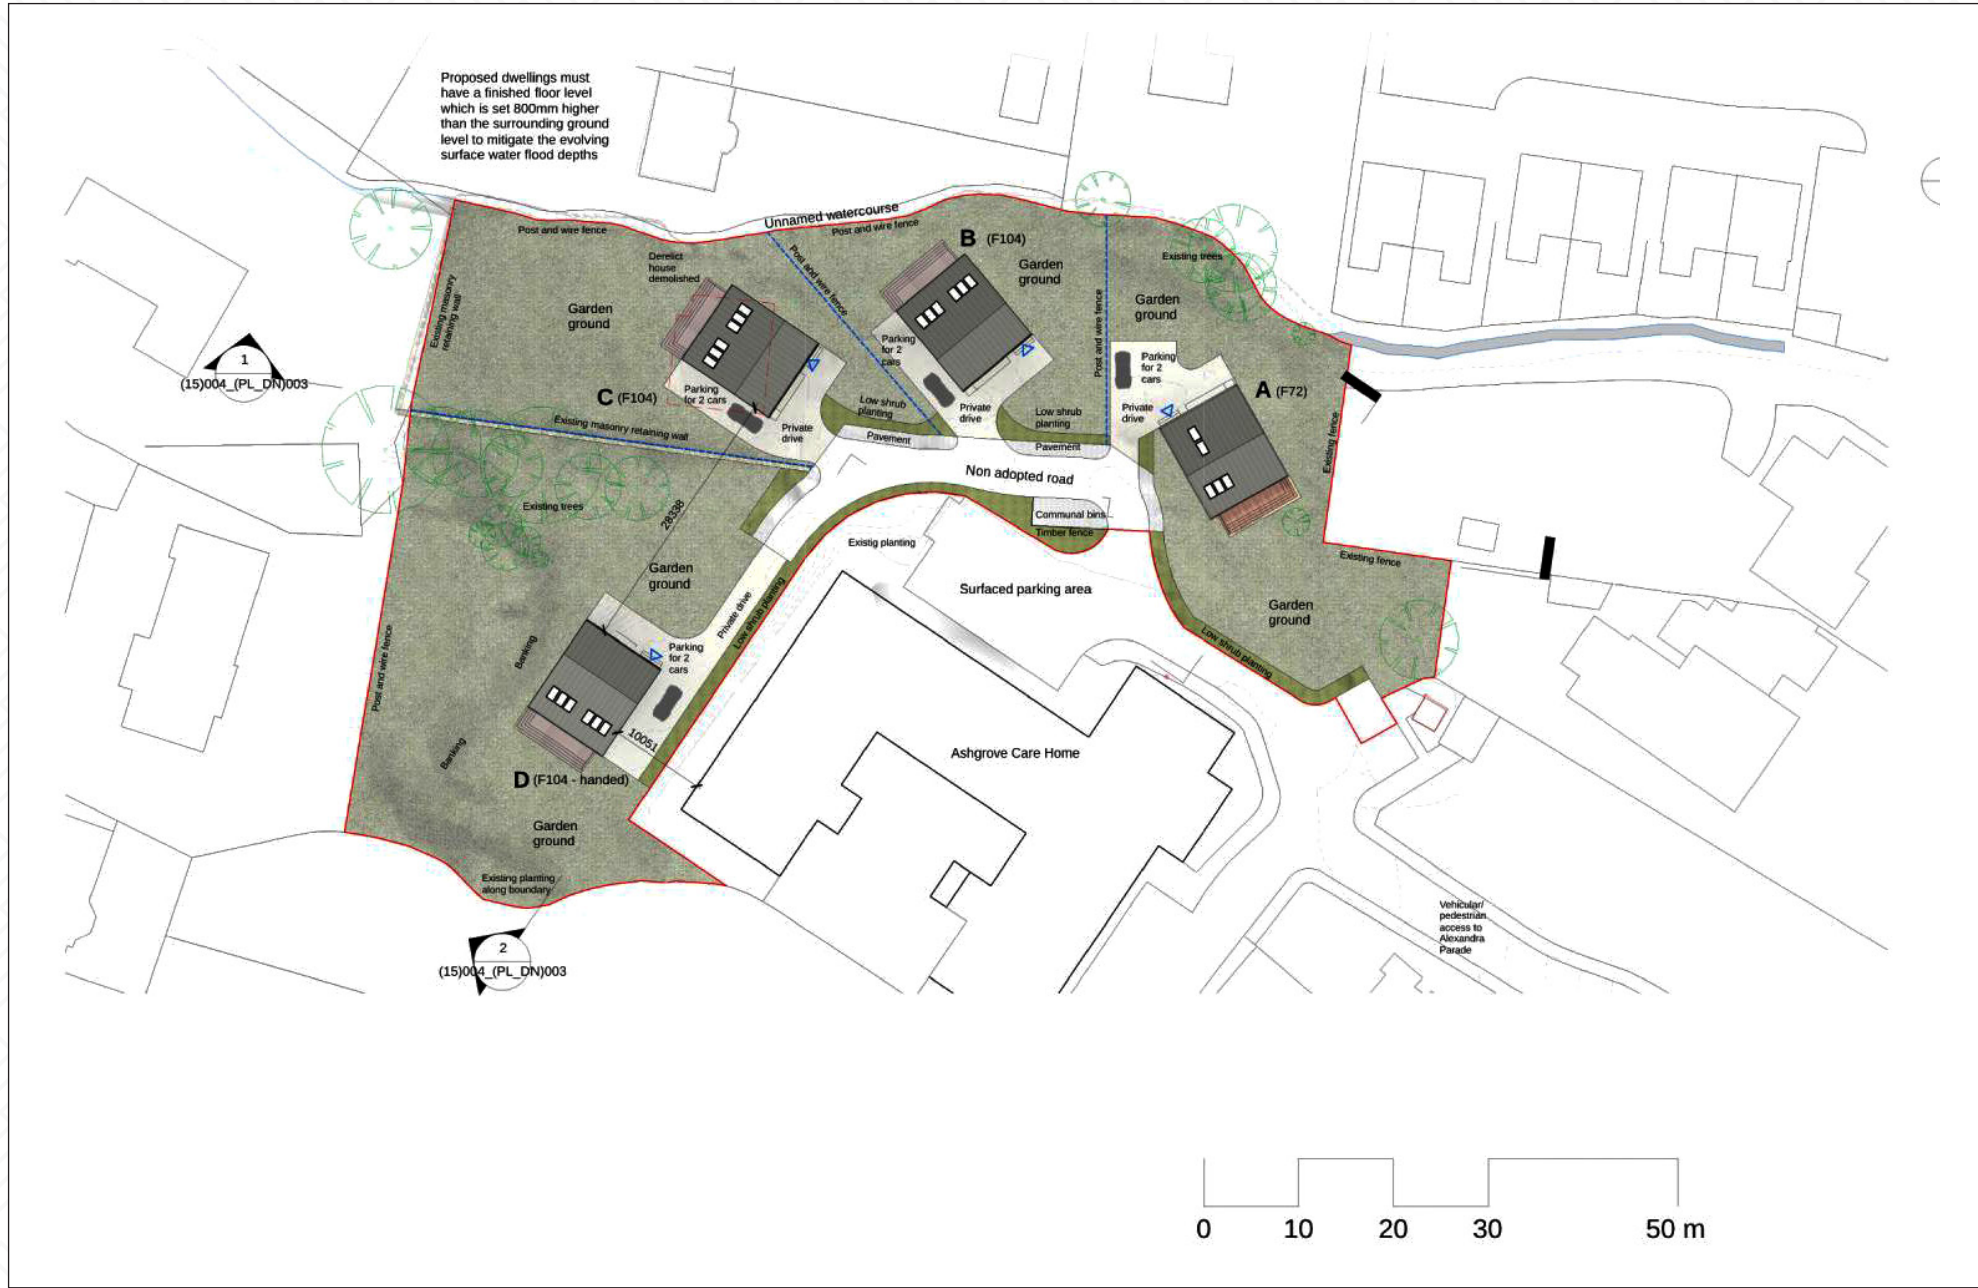 Proposed dwellings must
have a finished floor level
which is set 800mm higher
than the surrounding ground
level to mitigate the evolving
surface water flood depths
Unnamed watercourse
Post and wire fence
Post and wire fence
Derelict
house
demolished
Post and wire fence
B (F104)
Garden
ground
Existing trees
Existing masonry
retaining wall
Garden
ground
Garden
ground
Post and wire fence
1
(15)004_(PL_DN)003
Parking
for 2
cars
Parking
for 2
cars
A (F72)
C (F104)
Parking
for 2 cars
Low shrub
planting
Private
drive
Low shrub
planting
Private
drive
Existing fence
Existing masonry retaining wall
Private
drive
Pavement
Pavement
Non adopted road
Existing trees
28338
Communal bins
Timber fence
Existig planting
Existing fence
Garden
ground
Surfaced parking area
Private drive
Low shrub planting
Garden
ground
Post and wire fence
Banking
Parking
for 2
cars
Low shrub planting
10051
Banking
Ashgrove Care Home
D (F104 - handed)
Garden
ground
Existing planting
along boundary
2
(15)004_(PL_DN)003
Vehicular/
pedestrian
access to
Alexandra
Parade
0 10 20 30 50 m